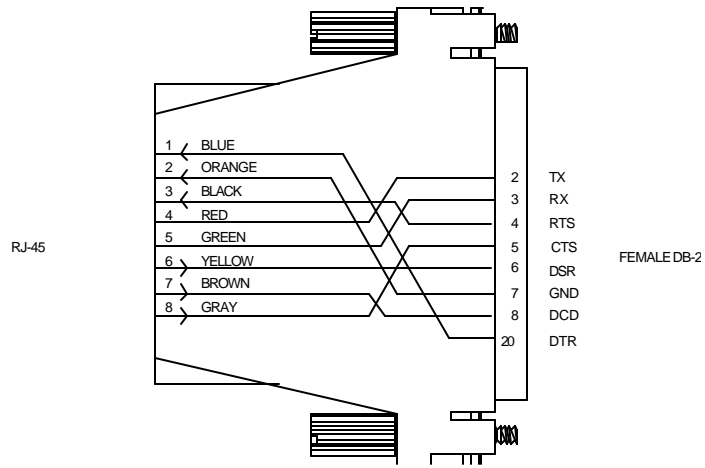 1 BLUE
2 ORANGE
3 BLACK
4 RED
5 GREEN
6 YELLOW
7 BROWN
8 GRAY
RJ-45
2 TX
3 RX
4 RTS
5 CTS
6 DSR
7 GND
8 DCD
20 DTR
FEMALE DB-2